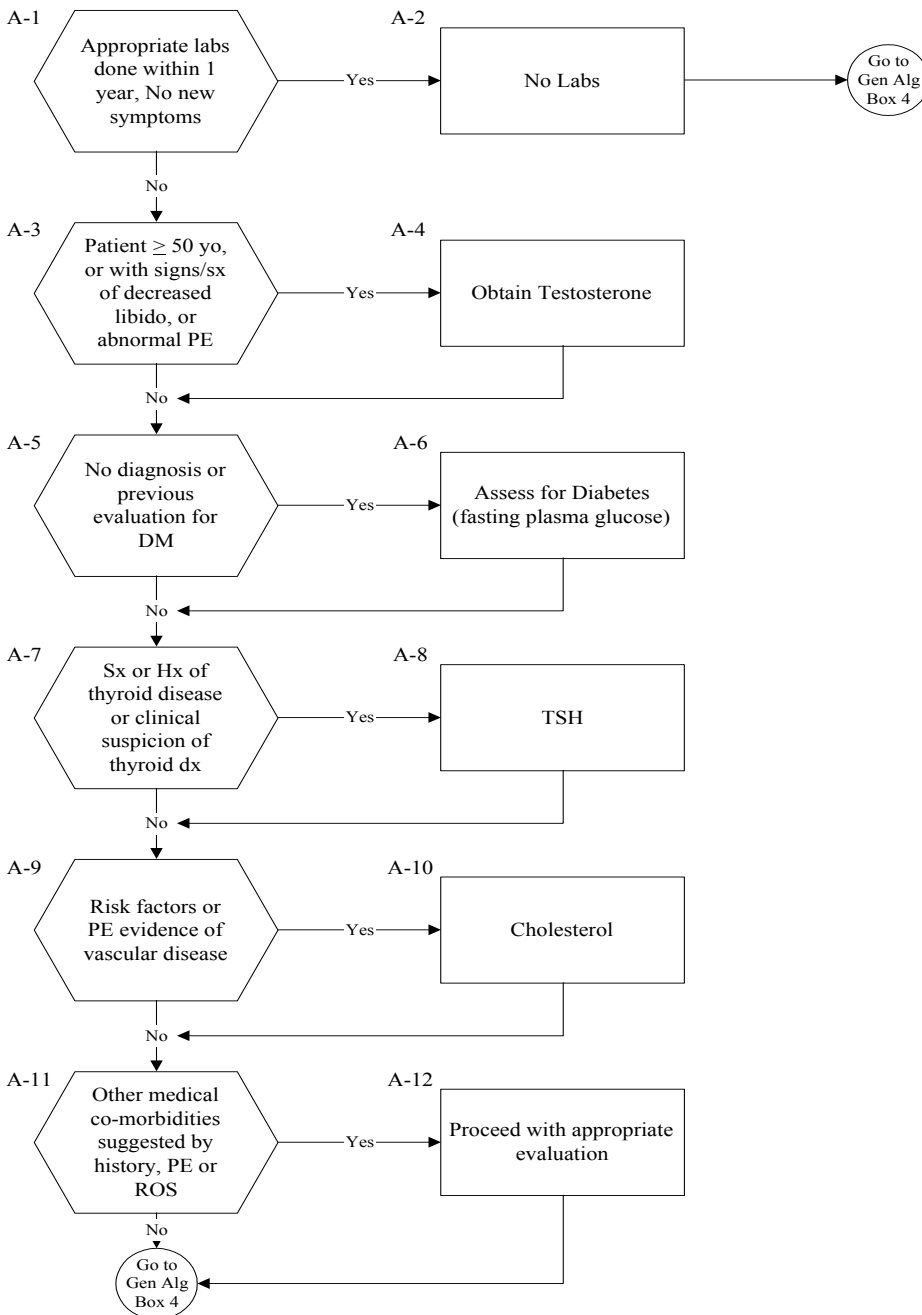 A-1
Appropriate labs
done within 1
year, No new
symptoms
Yes
A-2
No Labs
Go to
Gen Alg
Box 4
No
A-3
Patient ≥ 50 yo,
or with signs/sx
of decreased
libido, or
abnormal PE
Yes
A-4
Obtain Testosterone
No
A-5
No diagnosis or
previous
evaluation for
DM
Yes
A-6
Assess for Diabetes
(fasting plasma glucose)
No
A-7
Sx or Hx of
thyroid disease
or clinical
suspicion of
thyroid dx
Yes
A-8
TSH
No
A-9
Risk factors or
PE evidence of
vascular disease
Yes
A-10
Cholesterol
No
A-11
Other medical
co-morbidities
suggested by
history, PE or
ROS
Yes
A-12
Proceed with appropriate
evaluation
No
Go to
Gen Alg
Box 4